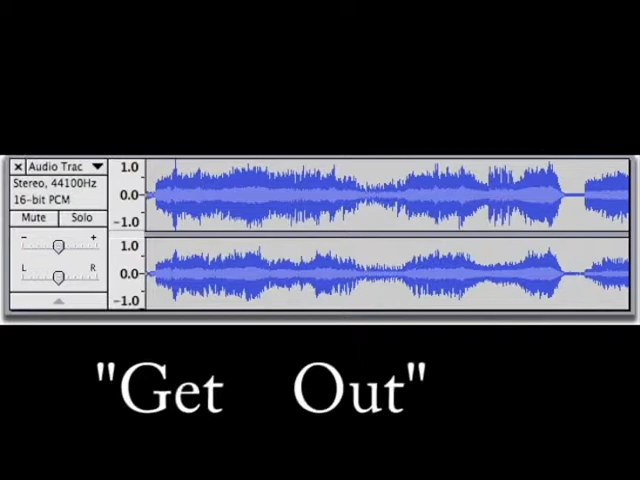 × Audio Trac ▼
Stereo, 44100Hz
16-bit PCM
Mute Solo
- +
L R
1.0
0.0
-1.0
1.0
0.0
-1.0
"Get Out"